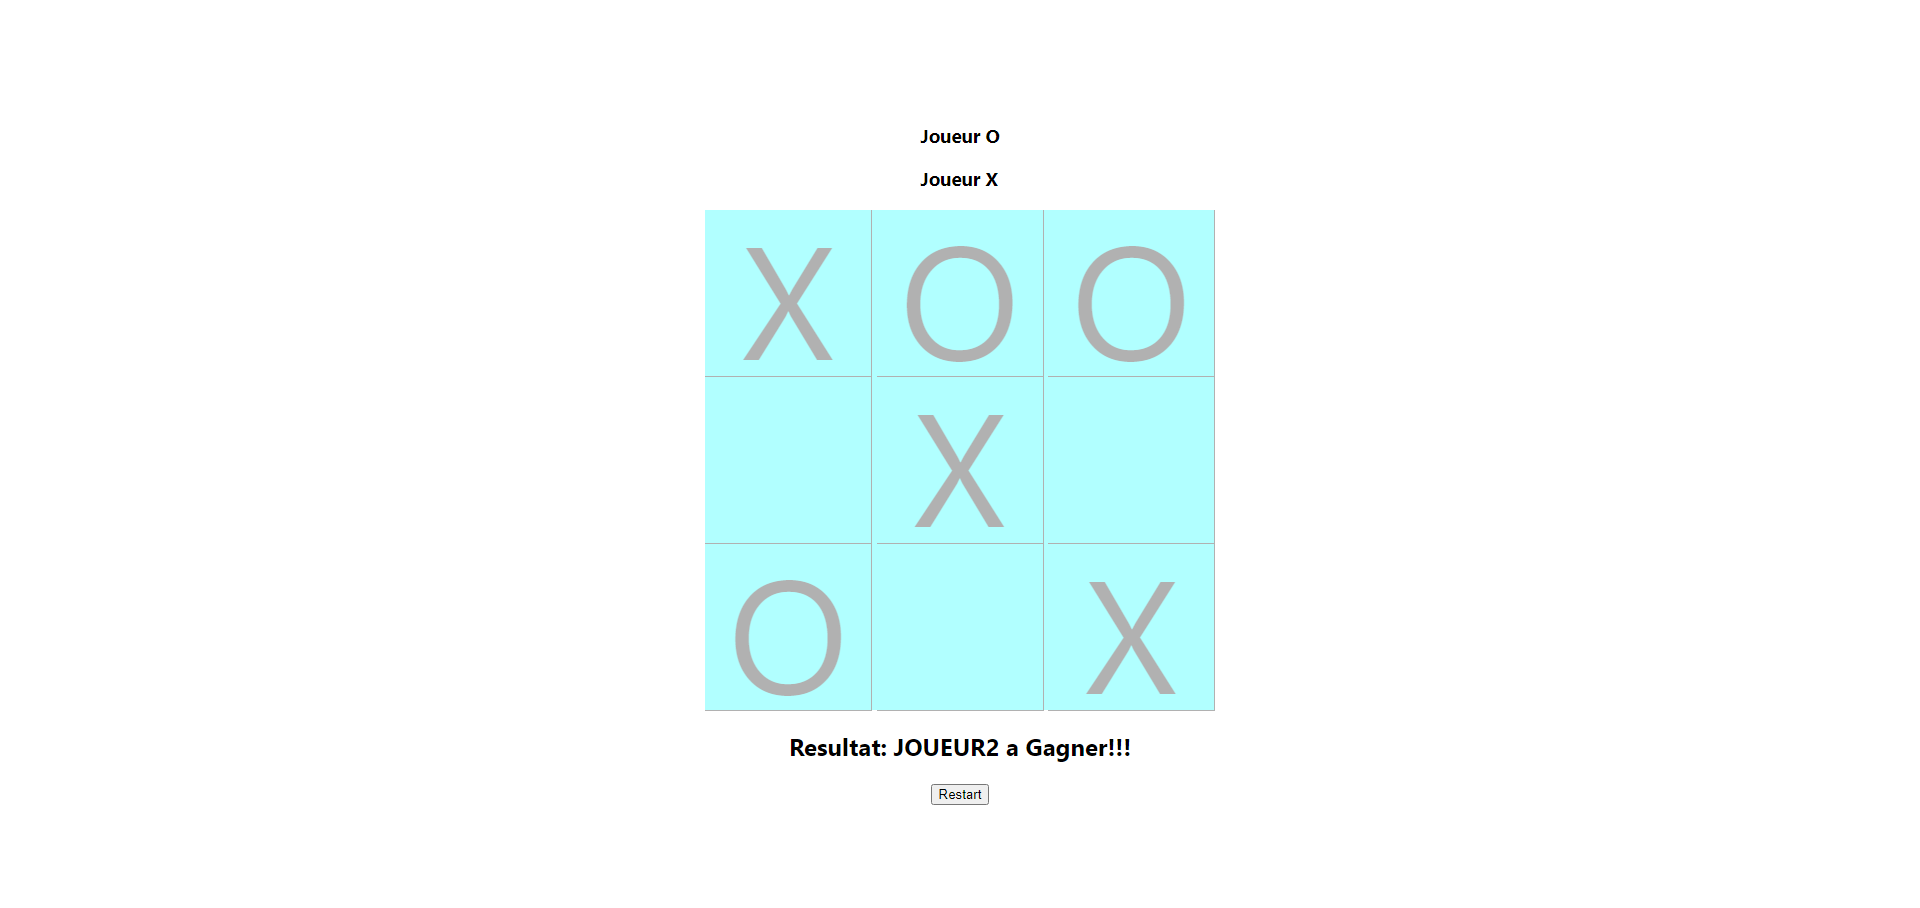 Joueur O
Joueur X
X O O
X
O X
Resultat: JOUEUR2 a Gagner!!!
Restart